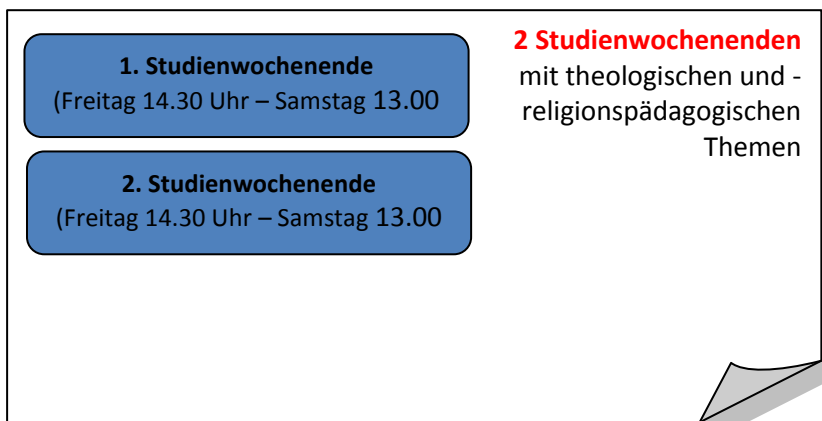 1. Studienwochenende
(Freitag 14.30 Uhr – Samstag 13.00
2. Studienwochenende
(Freitag 14.30 Uhr – Samstag 13.00
2 Studienwochenenden
mit theologischen und -
religionspädagogischen
Themen